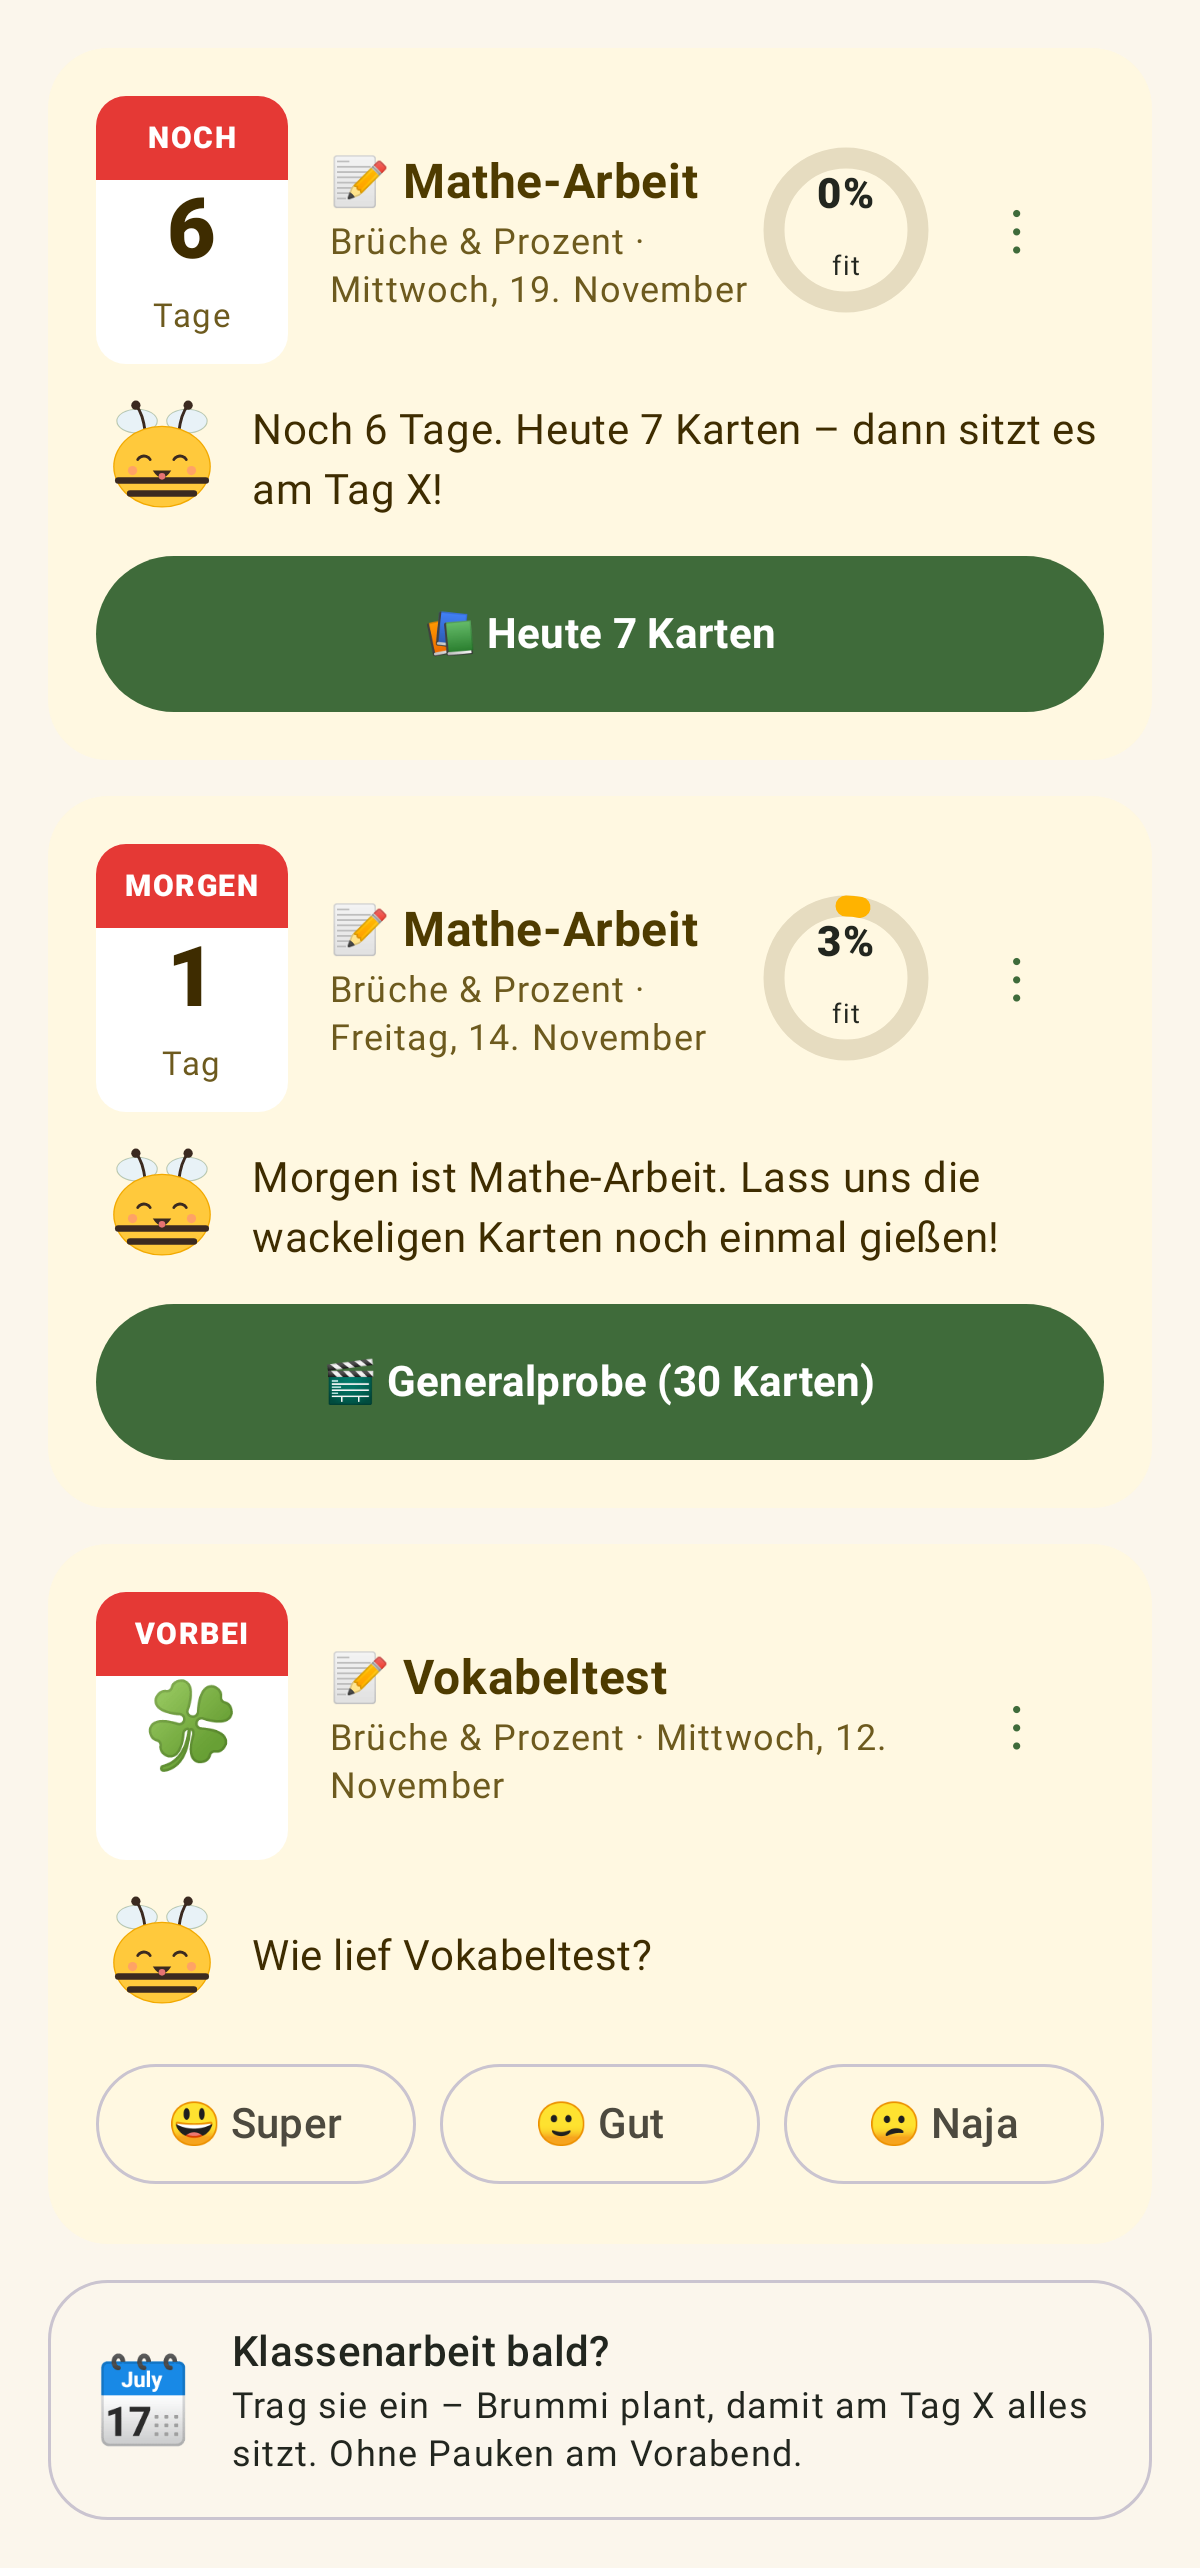 NOCH
6
Tage
Mathe-Arbeit
Brüche & Prozent ·
Mittwoch, 19. November
0%
fit
Noch 6 Tage. Heute 7 Karten – dann sitzt es
am Tag X!
Heute 7 Karten
MORGEN
1
Tag
Mathe-Arbeit
Brüche & Prozent ·
Freitag, 14. November
3%
fit
Morgen ist Mathe-Arbeit. Lass uns die
wackeligen Karten noch einmal gießen!
Generalprobe (30 Karten)
VORBEI
Vokabeltest
Brüche & Prozent · Mittwoch, 12.
November
Wie lief Vokabeltest?
Super
Gut
Naja
July
17
Klassenarbeit bald?
Trag sie ein – Brummi plant, damit am Tag X alles
sitzt. Ohne Pauken am Vorabend.